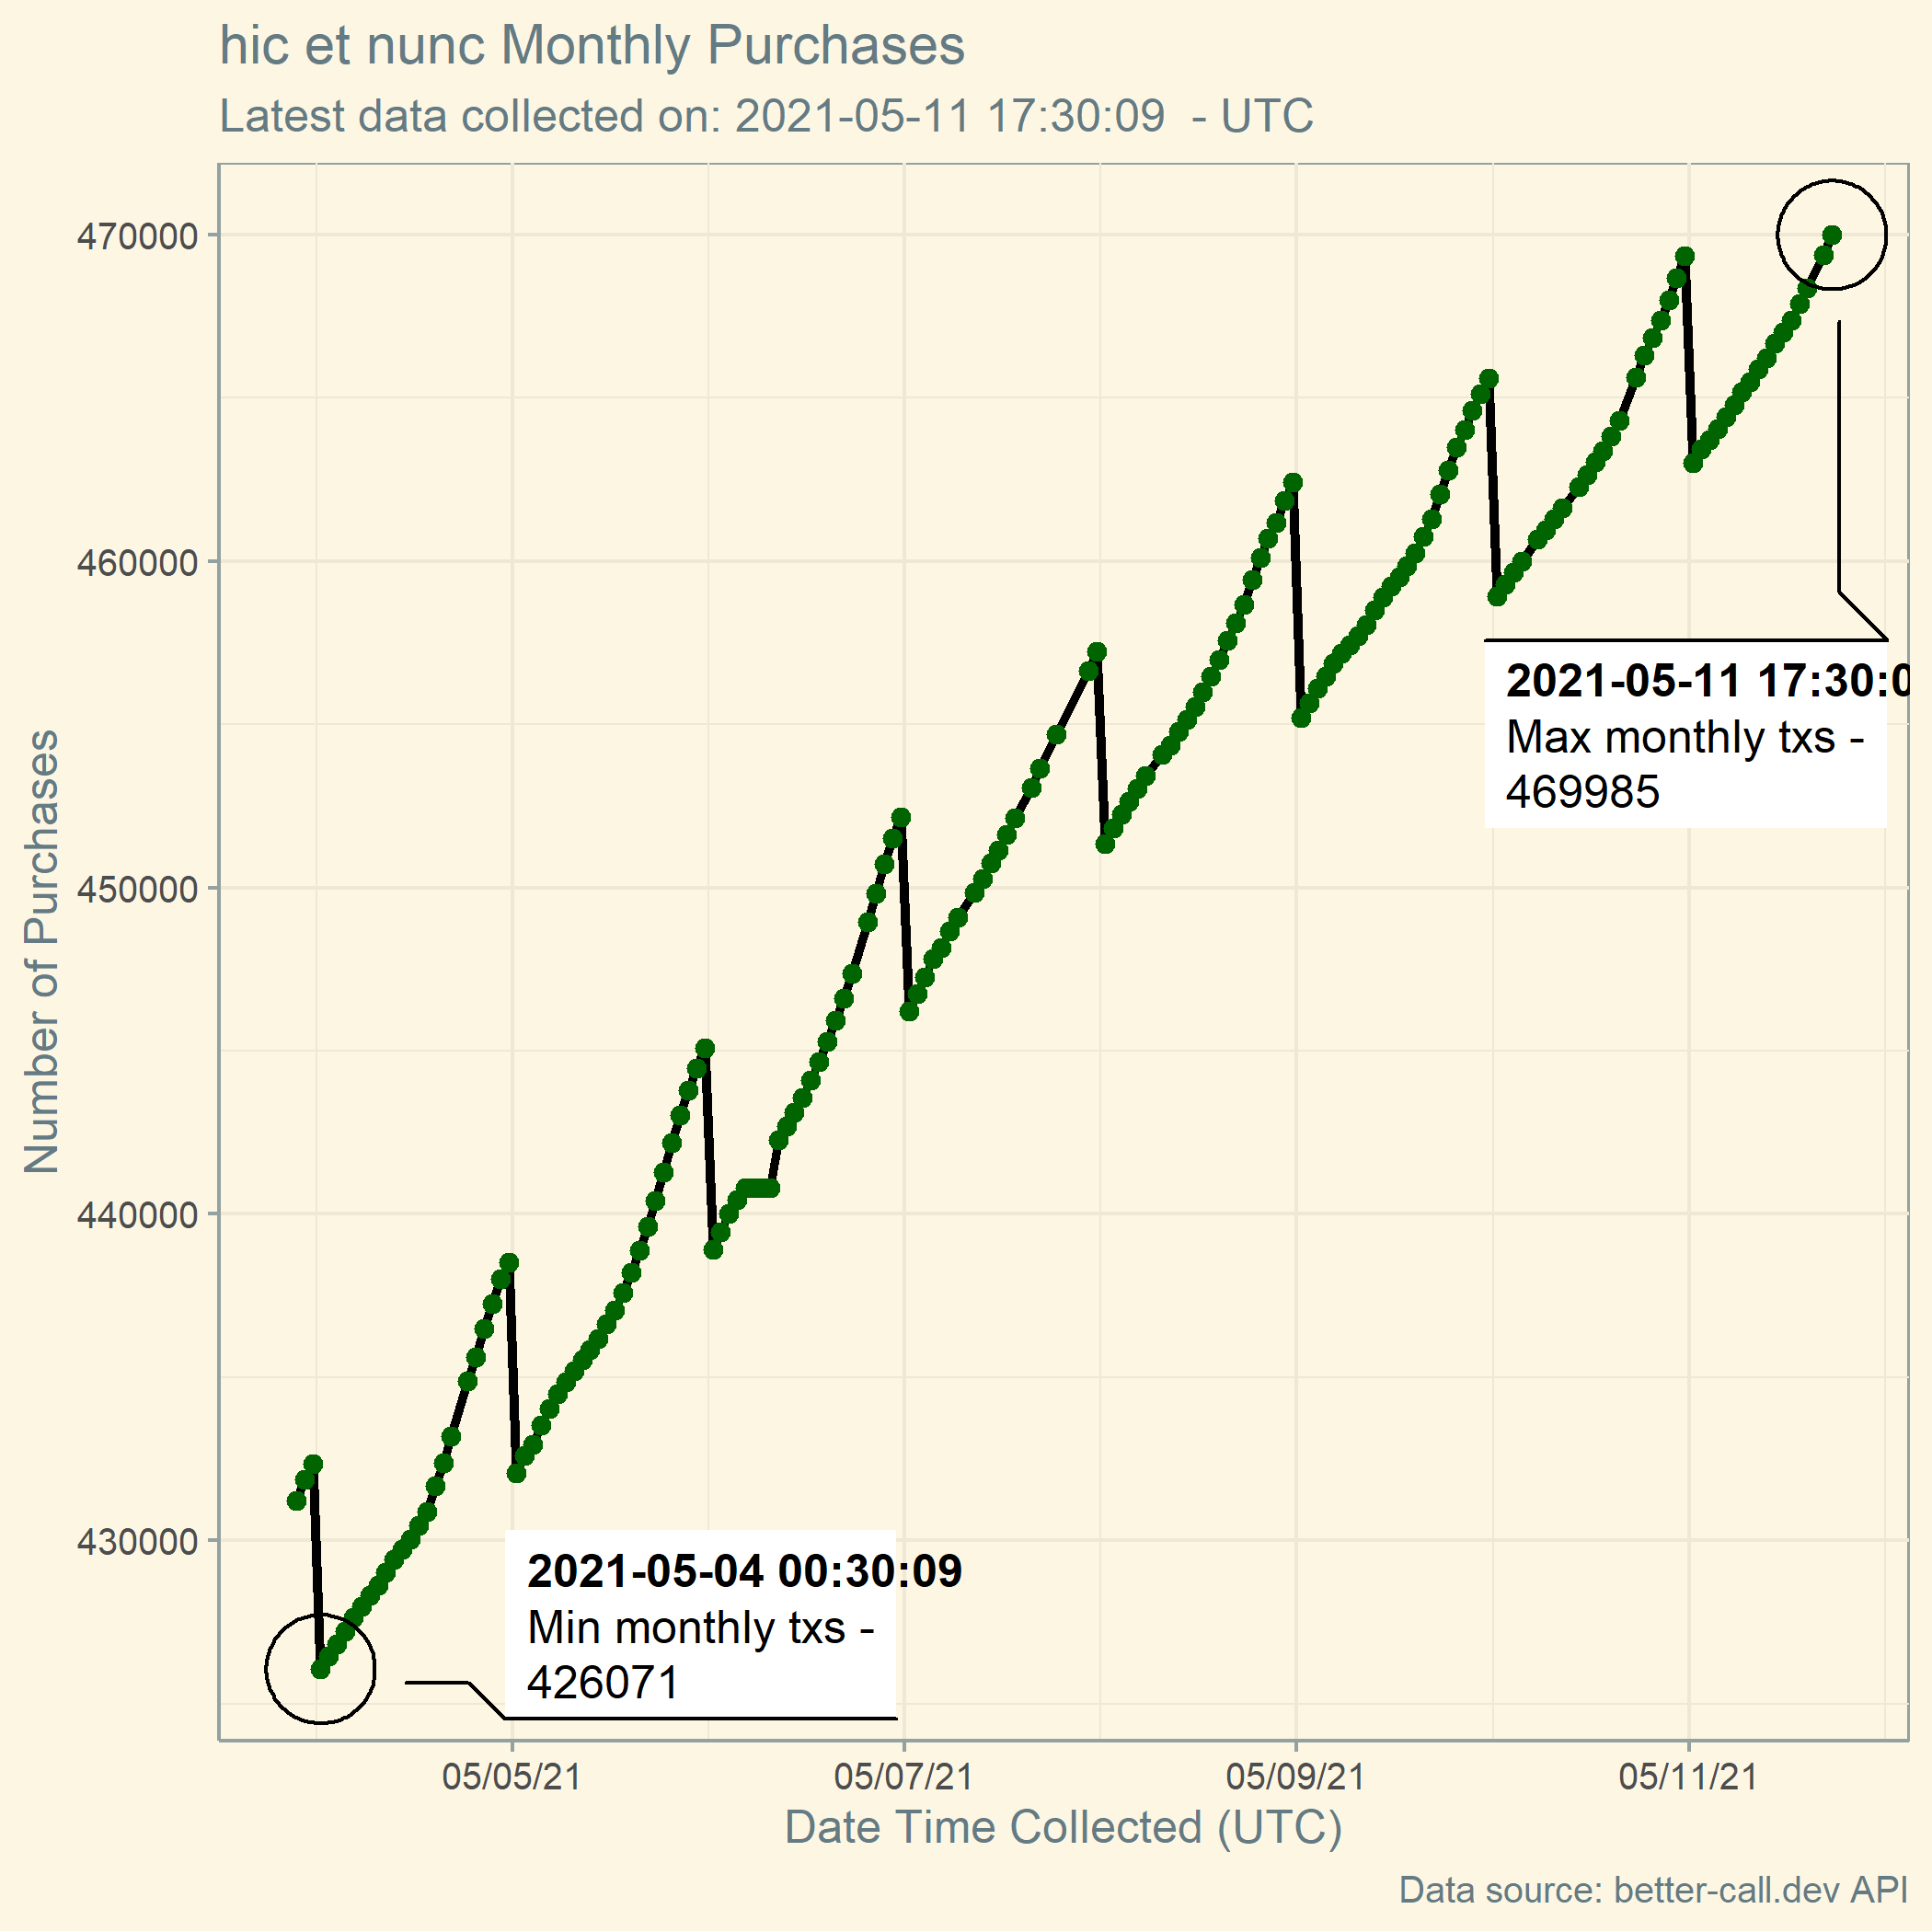 hic et nunc Monthly Purchases
Latest data collected on: 2021-05-11 17:30:09  - UTC
Number of Purchases
470000
460000
450000
440000
430000
2021-05-11 17:30:0
Max monthly txs -
469985
2021-05-04 00:30:09
Min monthly txs -
426071
05/05/21
05/07/21
05/09/21
05/11/21
Date Time Collected (UTC)
Data source: better-call.dev API